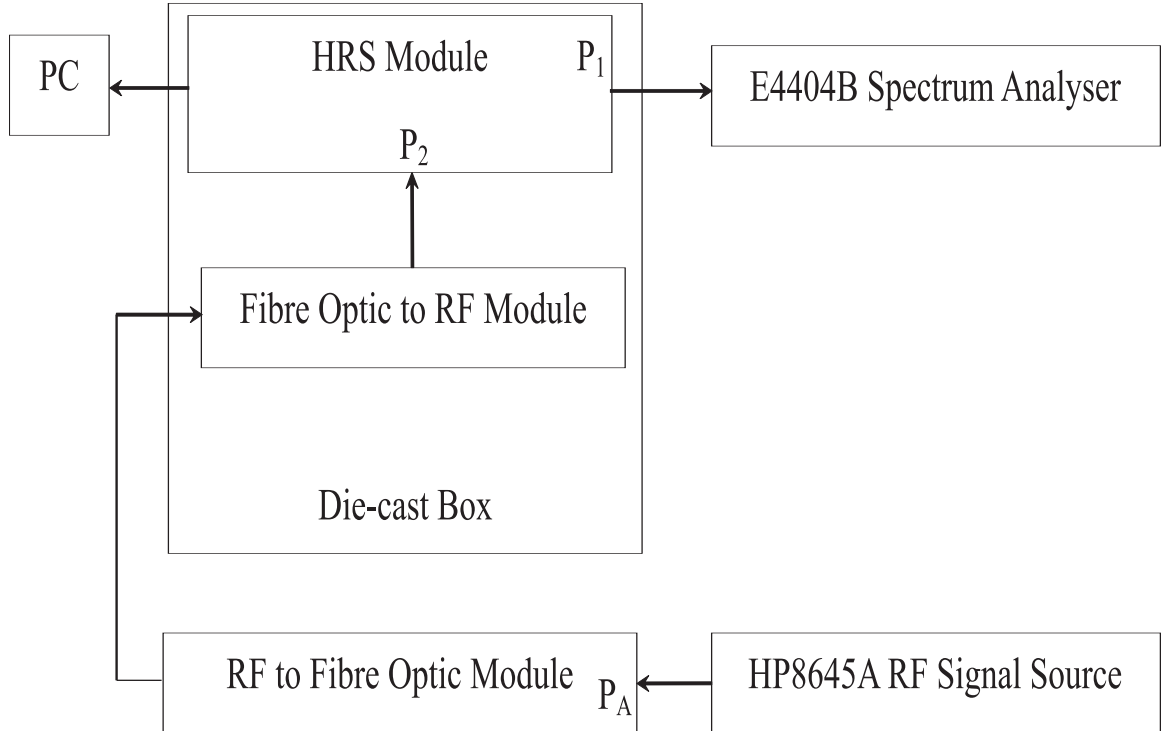 PC
HRS Module
P₁
E4404B Spectrum Analyser
P₂
Fibre Optic to RF Module
Die-cast Box
RF to Fibre Optic Module
P_A
HP8645A RF Signal Source